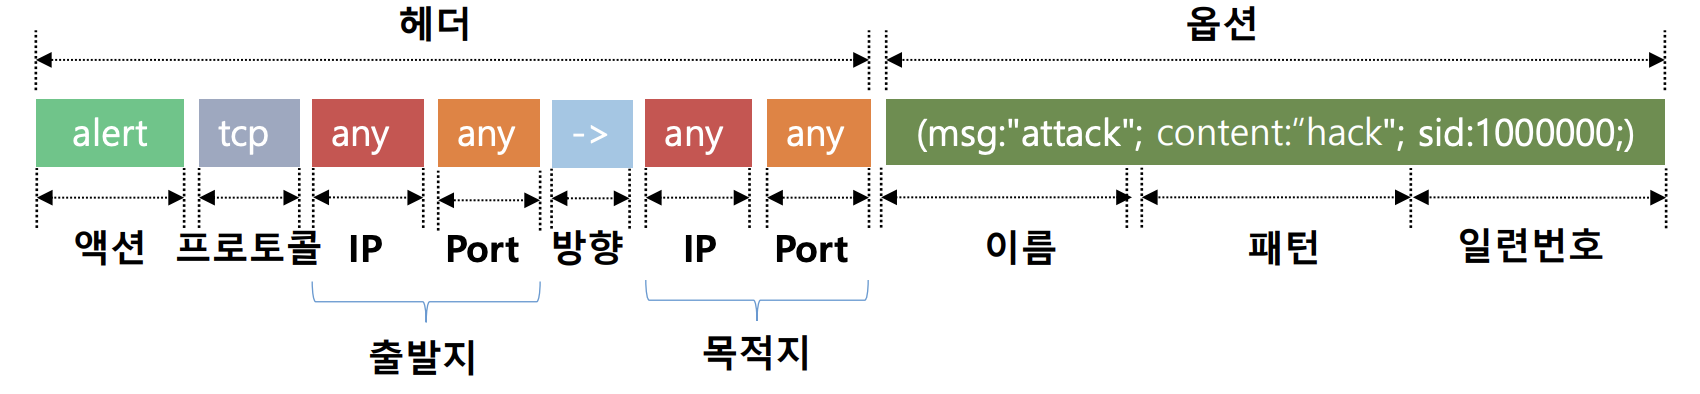 헤더 옵션
alert tcp any any -> any any (msg:"attack"; content:“hack"; sid:1000000;)
액션 프로토콜 IP Port 방향 IP Port 이름 패턴 일련번호
출발지 목적지